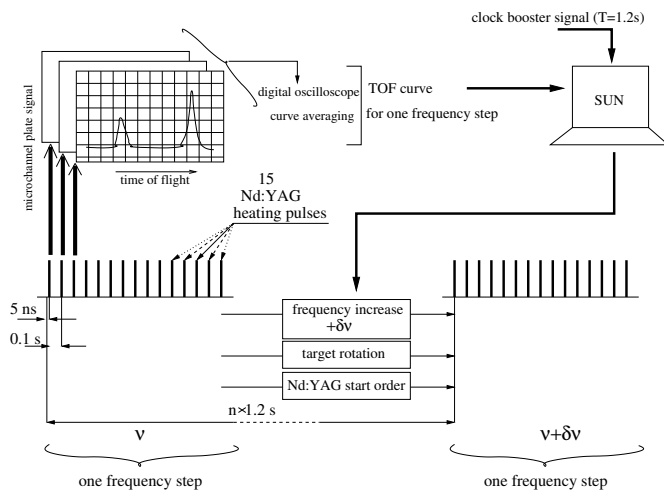 clock booster signal (T=1.2s)
microchannel plate signal
digital oscilloscope
curve averaging
TOF curve
for one frequency step
SUN
time of flight
15
Nd:YAG
heating pulses
5 ns
0.1 s
frequency increase
+δν
target rotation
Nd:YAG start order
n×1.2 s
ν
ν+δν
one frequency step
one frequency step